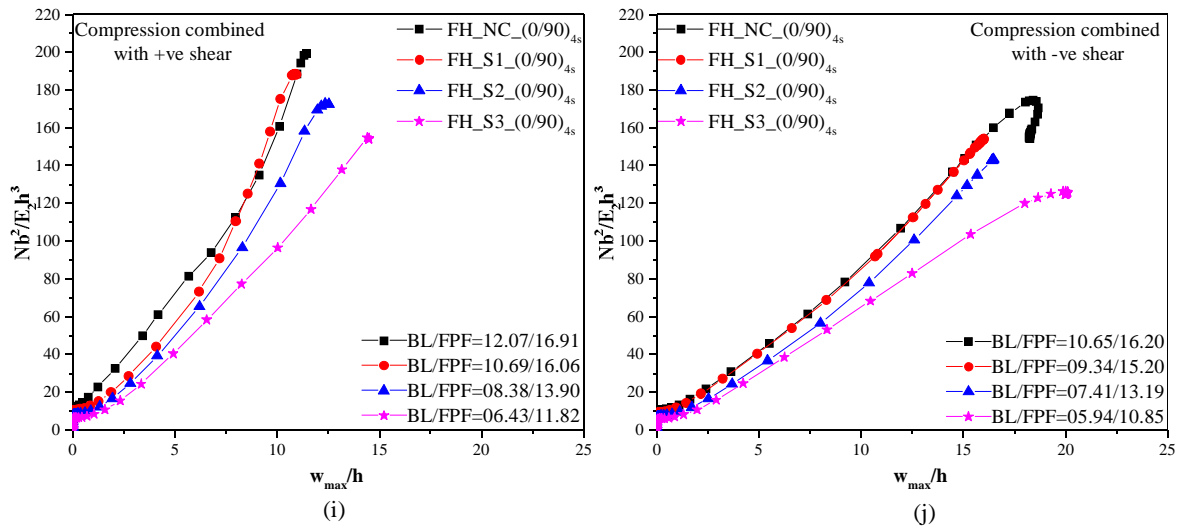 Compression combined
with +ve shear
FH_NC_(0/90)4s
FH_S1_(0/90)4s
FH_S2_(0/90)4s
FH_S3_(0/90)4s
220
200
180
160
140
120
100
80
60
40
20
0
Nb²/E₂h³
BL/FPF=12.07/16.91
BL/FPF=10.69/16.06
BL/FPF=08.38/13.90
BL/FPF=06.43/11.82
0 5 10 15 20 25
wmax/h
(i)
FH_NC_(0/90)4s
FH_S1_(0/90)4s
FH_S2_(0/90)4s
FH_S3_(0/90)4s
Compression combined
with -ve shear
220
200
180
160
140
120
100
80
60
40
20
0
Nb²/E₂h³
BL/FPF=10.65/16.20
BL/FPF=09.34/15.20
BL/FPF=07.41/13.19
BL/FPF=05.94/10.85
0 5 10 15 20 25
wmax/h
(j)